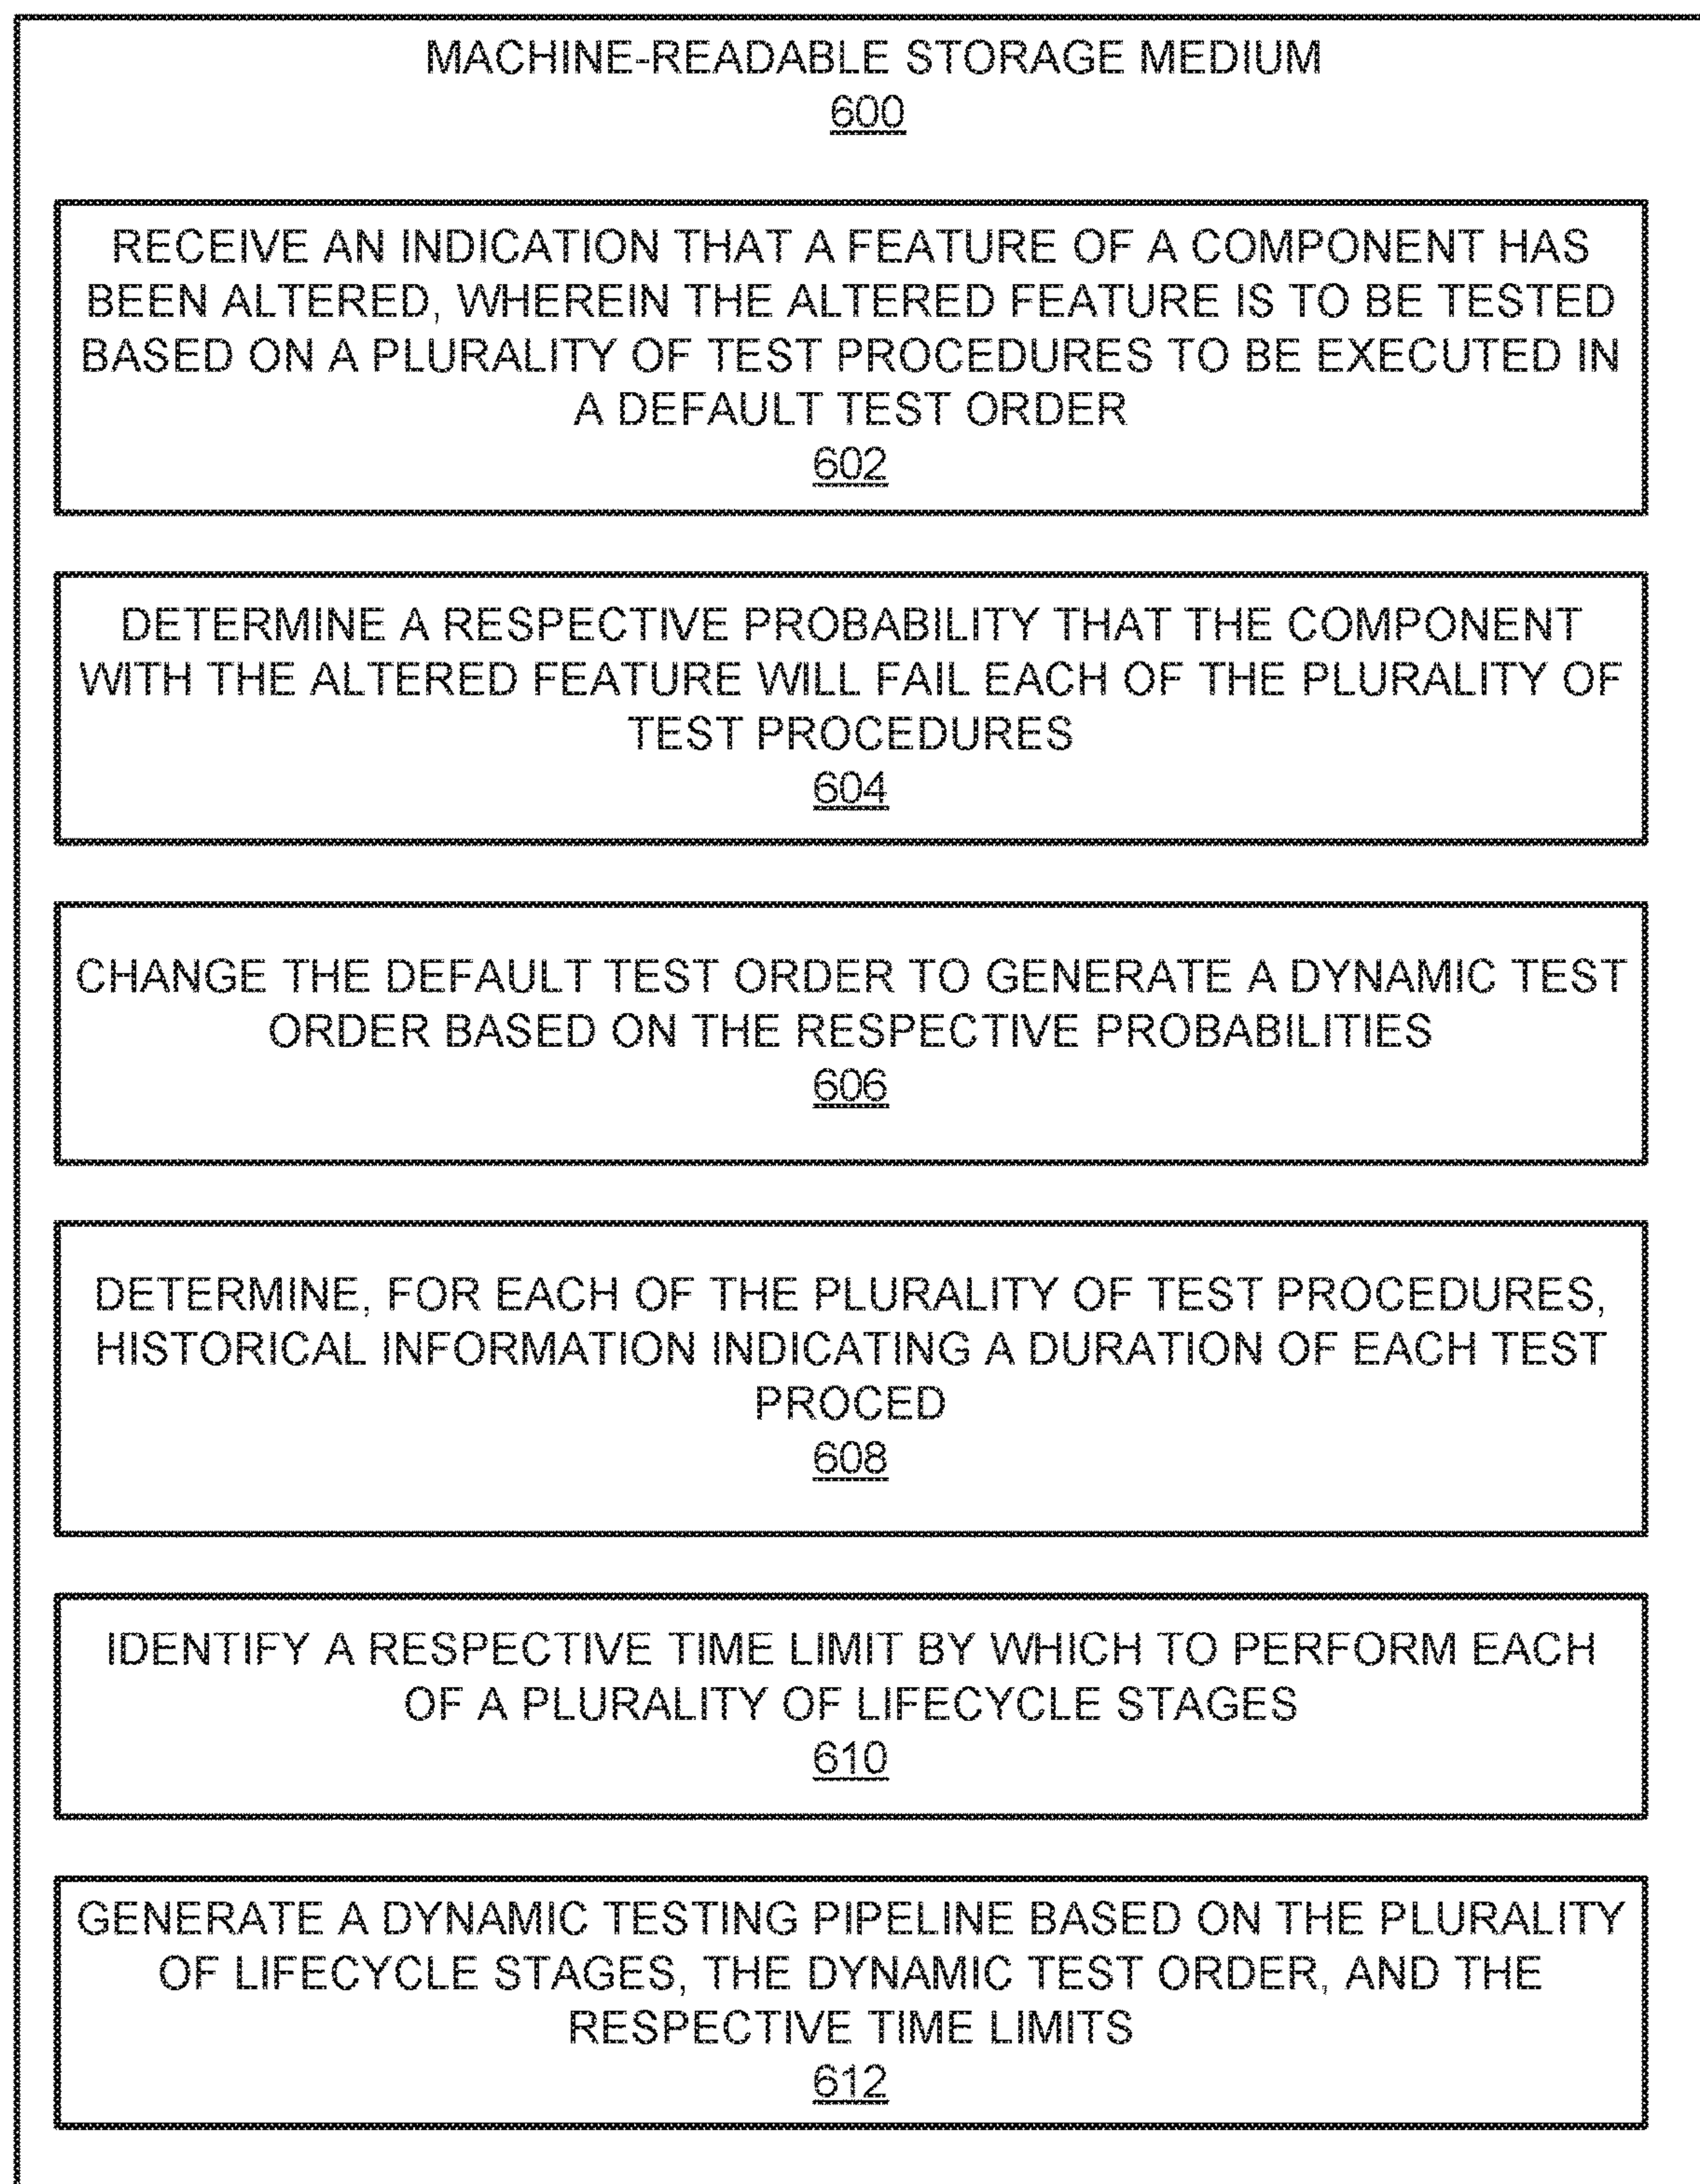 MACHINE-READABLE STORAGE MEDIUM
600
RECEIVE AN INDICATION THAT A FEATURE OF A COMPONENT HAS
BEEN ALTERED, WHEREIN THE ALTERED FEATURE IS TO BE TESTED
BASED ON A PLURALITY OF TEST PROCEDURES TO BE EXECUTED IN
A DEFAULT TEST ORDER
602
DETERMINE A RESPECTIVE PROBABILITY THAT THE COMPONENT
WITH THE ALTERED FEATURE WILL FAIL EACH OF THE PLURALITY OF
TEST PROCEDURES
604
CHANGE THE DEFAULT TEST ORDER TO GENERATE A DYNAMIC TEST
ORDER BASED ON THE RESPECTIVE PROBABILITIES
606
DETERMINE, FOR EACH OF THE PLURALITY OF TEST PROCEDURES,
HISTORICAL INFORMATION INDICATING A DURATION OF EACH TEST
PROCED
608
IDENTIFY A RESPECTIVE TIME LIMIT BY WHICH TO PERFORM EACH
OF A PLURALITY OF LIFECYCLE STAGES
610
GENERATE A DYNAMIC TESTING PIPELINE BASED ON THE PLURALITY
OF LIFECYCLE STAGES, THE DYNAMIC TEST ORDER, AND THE
RESPECTIVE TIME LIMITS
612